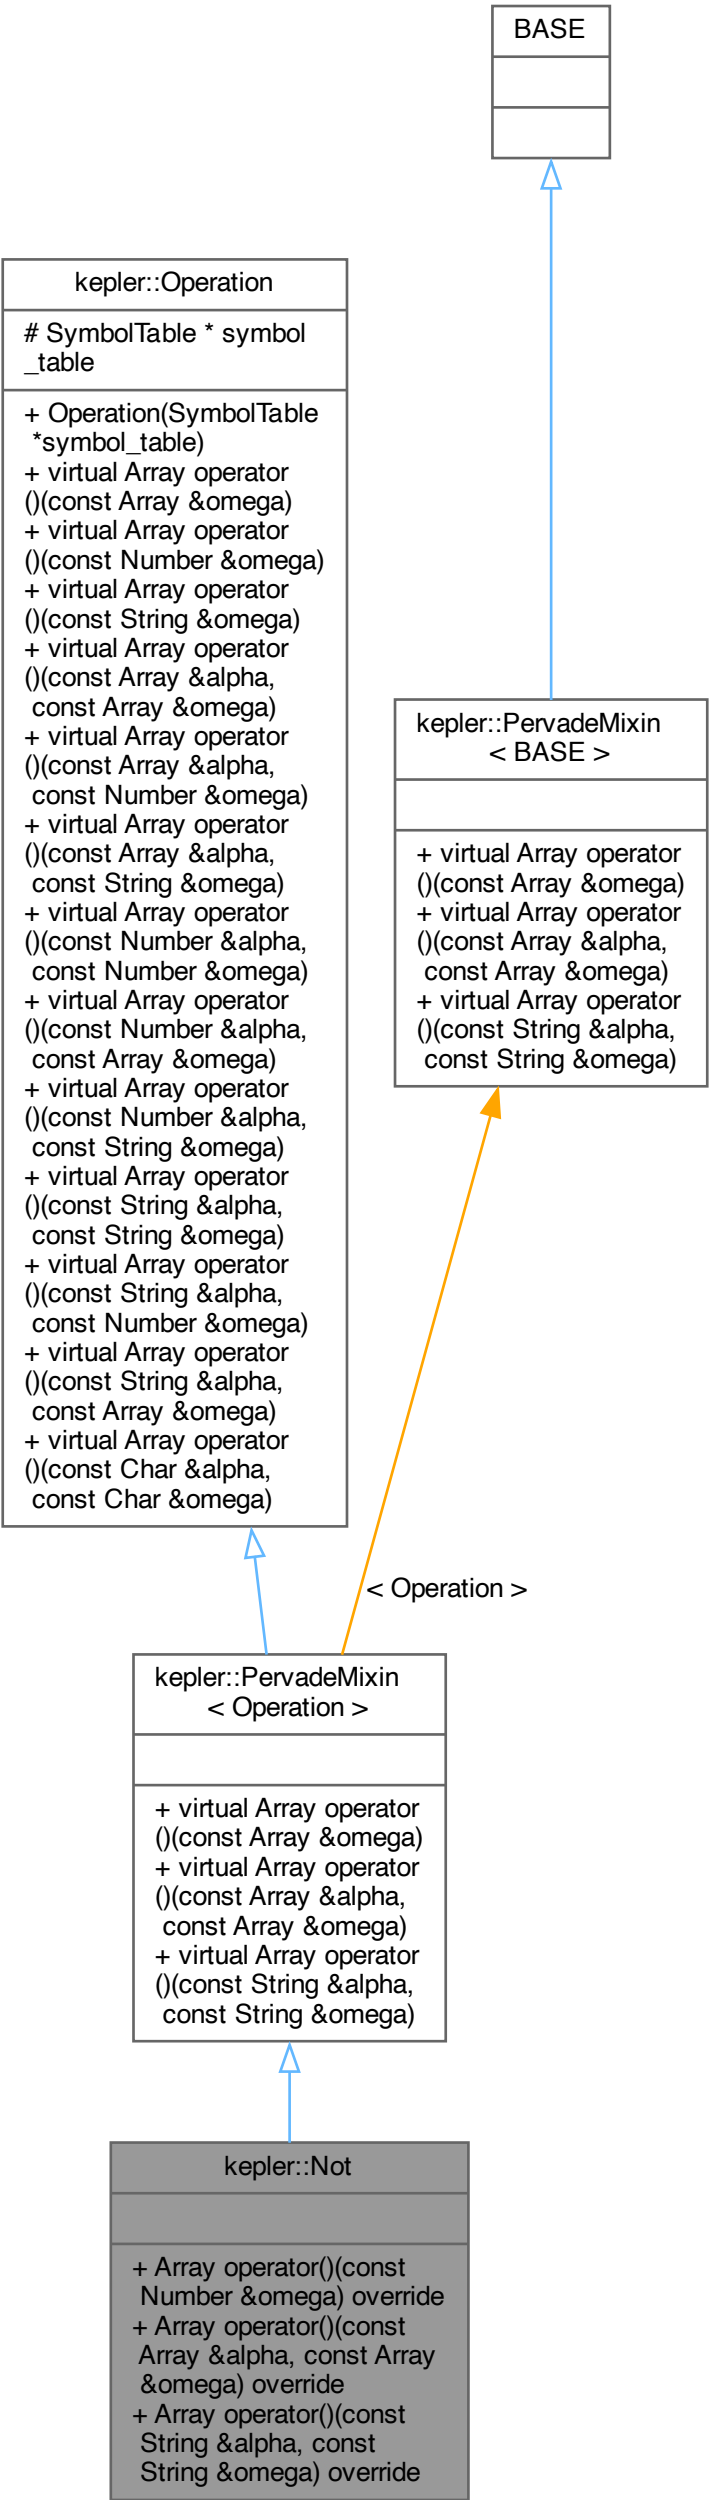 BASE
kepler::Operation
# SymbolTable * symbol
_table
+ Operation(SymbolTable
*symbol_table)
+ virtual Array operator
()(const Array &omega)
+ virtual Array operator
()(const Number &omega)
+ virtual Array operator
()(const String &omega)
+ virtual Array operator
()(const Array &alpha,
const Array &omega)
+ virtual Array operator
()(const Array &alpha,
const Number &omega)
+ virtual Array operator
()(const Array &alpha,
const String &omega)
+ virtual Array operator
()(const Number &alpha,
const Number &omega)
+ virtual Array operator
()(const Number &alpha,
const Array &omega)
+ virtual Array operator
()(const Number &alpha,
const String &omega)
+ virtual Array operator
()(const String &alpha,
const String &omega)
+ virtual Array operator
()(const String &alpha,
const Number &omega)
+ virtual Array operator
()(const String &alpha,
const Array &omega)
+ virtual Array operator
()(const Char &alpha,
const Char &omega)
kepler::PervadeMixin
< BASE >
+ virtual Array operator
()(const Array &omega)
+ virtual Array operator
()(const Array &alpha,
const Array &omega)
+ virtual Array operator
()(const String &alpha,
const String &omega)
< Operation >
kepler::PervadeMixin
< Operation >
+ virtual Array operator
()(const Array &omega)
+ virtual Array operator
()(const Array &alpha,
const Array &omega)
+ virtual Array operator
()(const String &alpha,
const String &omega)
kepler::Not
+ Array operator()(const
Number &omega) override
+ Array operator()(const
Array &alpha, const Array
&omega) override
+ Array operator()(const
String &alpha, const
String &omega) override